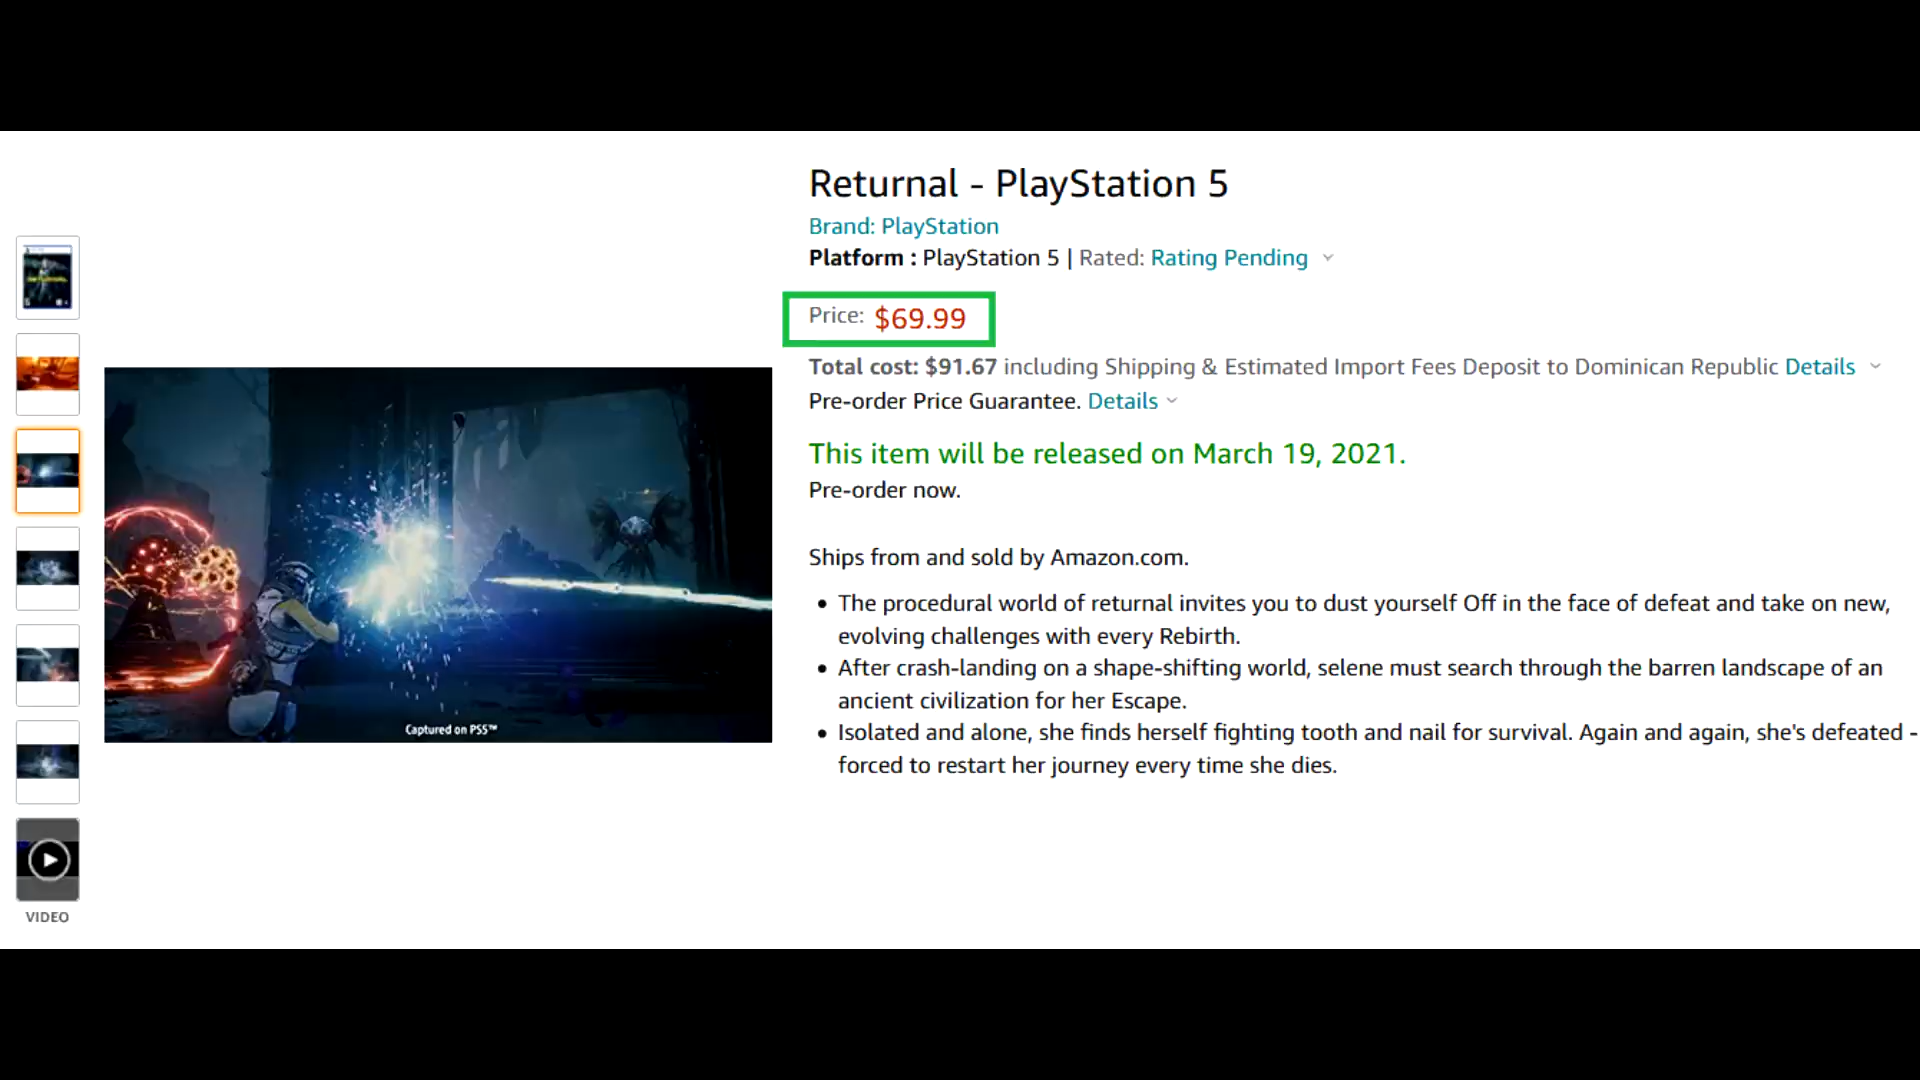 Returnal - PlayStation 5
Brand: PlayStation
Platform : PlayStation 5 | Rated: Rating Pending
Price: $69.99
Total cost: $91.67 including Shipping & Estimated Import Fees Deposit to Dominican Republic Details
Pre-order Price Guarantee. Details
This item will be released on March 19, 2021.
Pre-order now.
Ships from and sold by Amazon.com.
• The procedural world of returnal invites you to dust yourself Off in the face of defeat and take on new,
evolving challenges with every Rebirth.
• After crash-landing on a shape-shifting world, selene must search through the barren landscape of an
ancient civilization for her Escape.
• Isolated and alone, she finds herself fighting tooth and nail for survival. Again and again, she's defeated -
forced to restart her journey every time she dies.
Captured on PS5™
VIDEO